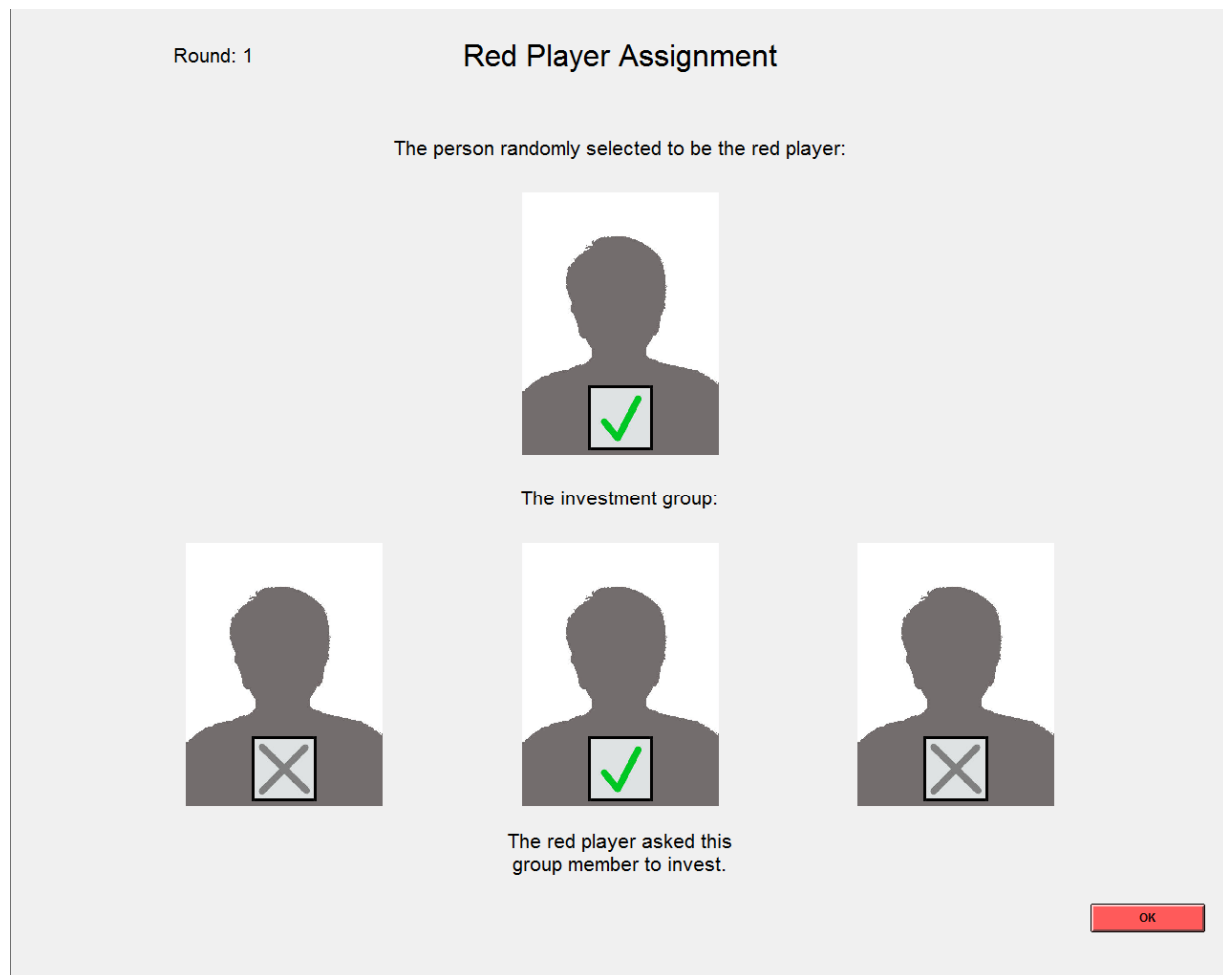 Round: 1
Red Player Assignment
The person randomly selected to be the red player:
The investment group:
The red player asked this
group member to invest.
OK